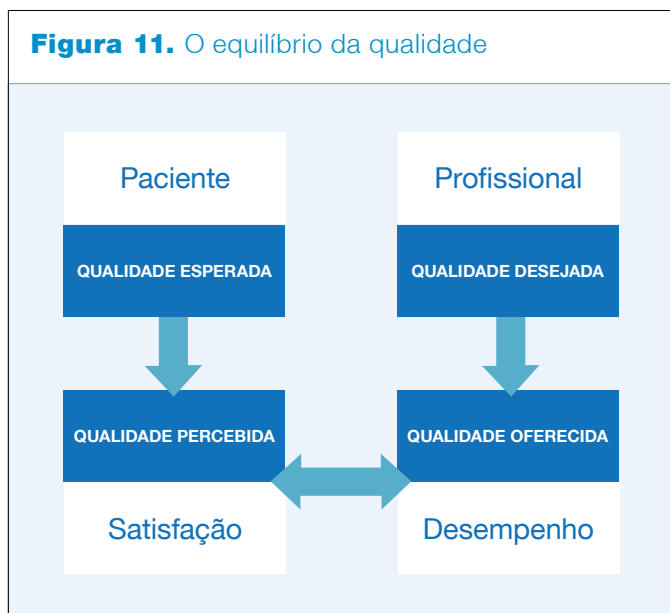 Figura 11. O equilíbrio da qualidade
Paciente
QUALIDADE ESPERADA
QUALIDADE PERCEBIDA
Satisfação
Profissional
QUALIDADE DESEJADA
QUALIDADE OFERECIDA
Desempenho